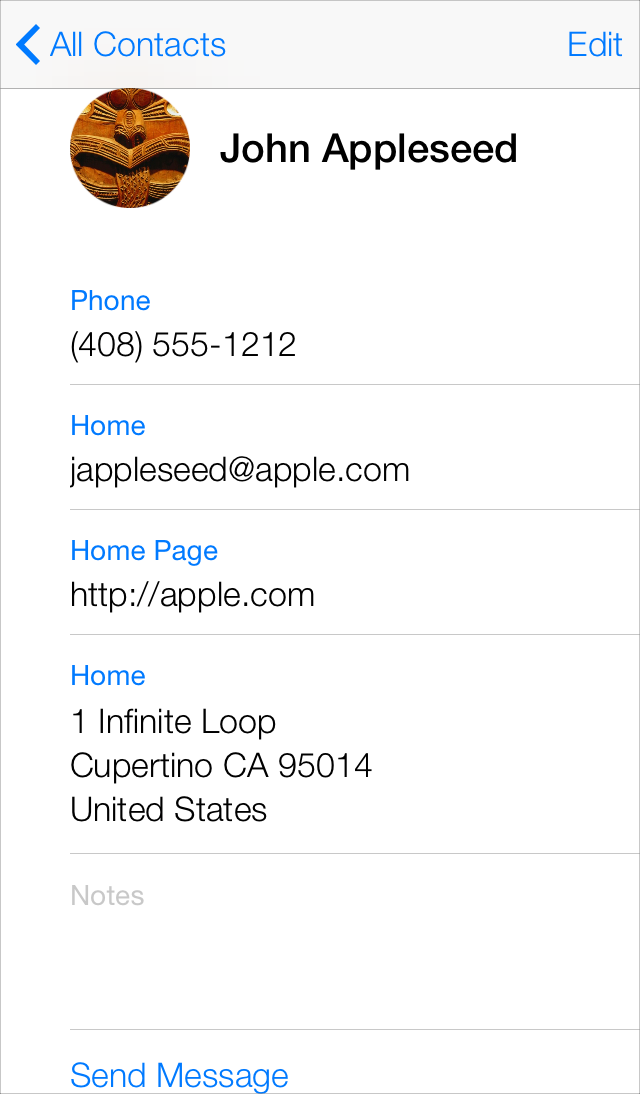 All Contacts
Edit
John Appleseed
Phone
(408) 555-1212
Home
jappleseed@apple.com
Home Page
http://apple.com
Home
1 Infinite Loop
Cupertino CA 95014
United States
Notes
Send Message